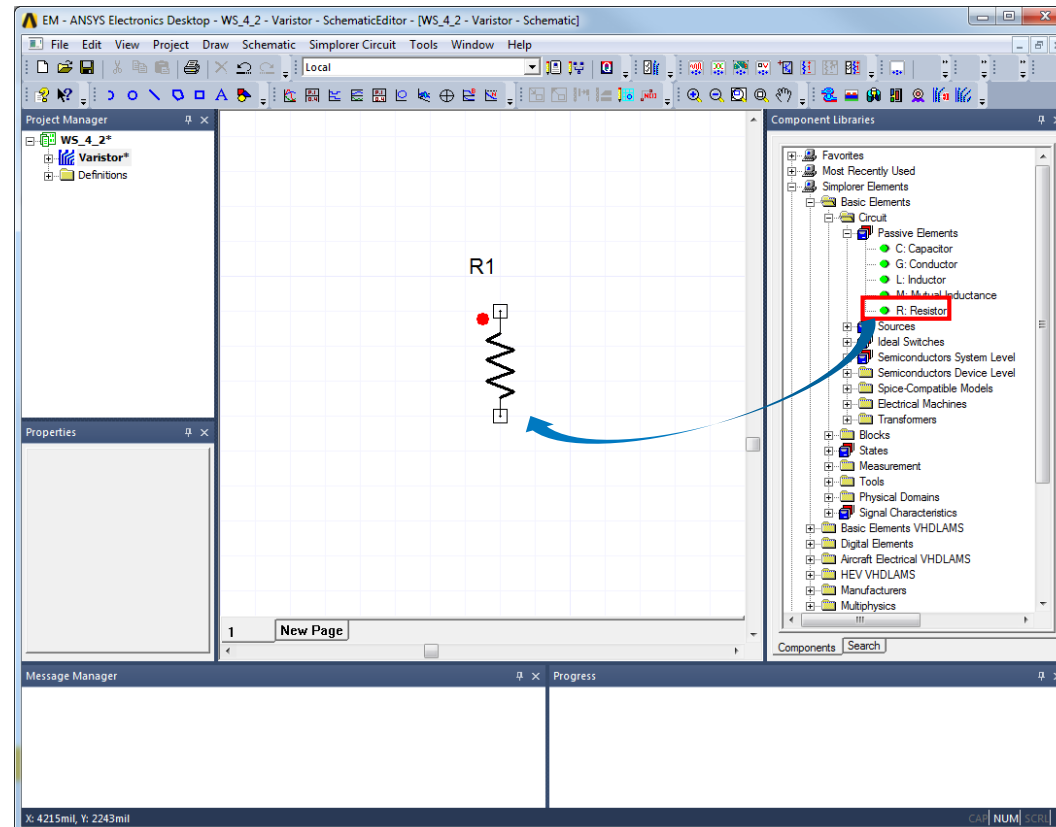 EM - ANSYS Electronics Desktop - WS_4_2 - Varistor - SchematicEditor - [WS_4_2 - Varistor - Schematic]
File Edit View Project Draw Schematic Simplorer Circuit Tools Window Help
Local
Project Manager
WS_4_2*
Varistor*
Definitions
Properties
R1
1 New Page
Component Libraries
Favorites
Most Recently Used
Simplorer Elements
Basic Elements
Circuit
Passive Elements
C: Capacitor
G: Conductor
L: Inductor
M: Mutual Inductance
R: Resistor
Sources
Ideal Switches
Semiconductors System Level
Semiconductors Device Level
Spice-Compatible Models
Electrical Machines
Transformers
Blocks
States
Measurement
Tools
Physical Domains
Signal Characteristics
Basic Elements VHDLAMS
Digital Elements
Aircraft Electrical VHDLAMS
HEV VHDLAMS
Manufacturers
Multiphysics
Components Search
Message Manager
Progress
X: 4215mil, Y: 2243mil
CAP NUM SCRL